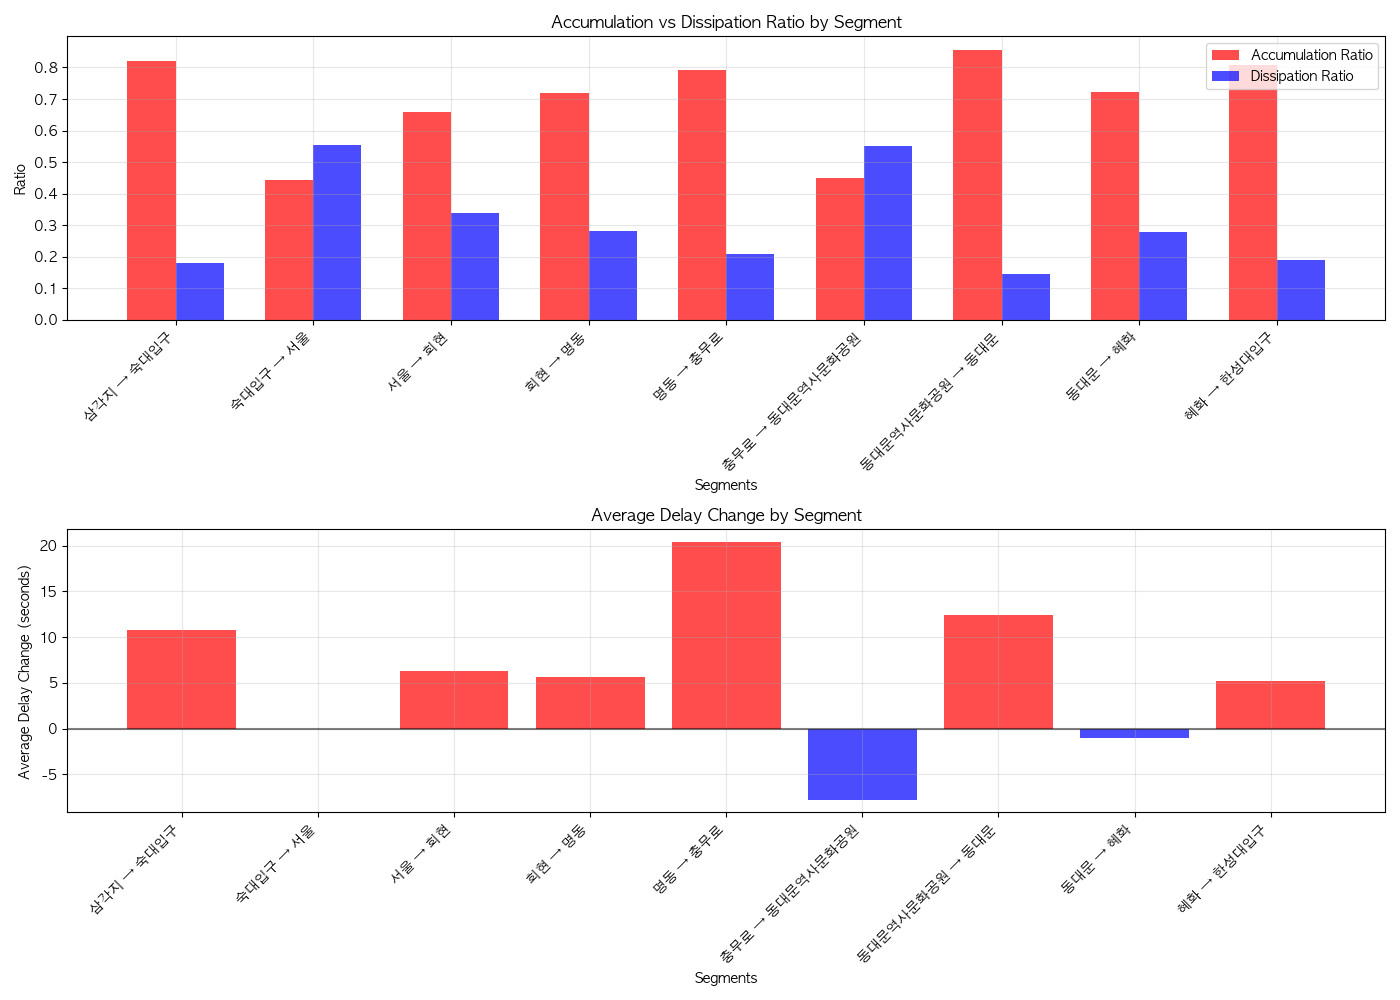 Accumulation vs Dissipation Ratio by Segment
Accumulation Ratio
Dissipation Ratio
Ratio
0.8
0.7
0.6
0.5
0.4
0.3
0.2
0.1
0.0
삼각지 → 숙대입구
숙대입구 → 서울
서울 → 회현
회현 → 명동
명동 → 충무로
충무로 → 동대문역사문화공원
동대문역사문화공원 → 동대문
동대문 → 혜화
혜화 → 한성대입구
Segments
Average Delay Change by Segment
Average Delay Change (seconds)
20
15
10
5
0
-5
삼각지 → 숙대입구
숙대입구 → 서울
서울 → 회현
회현 → 명동
명동 → 충무로
충무로 → 동대문역사문화공원
동대문역사문화공원 → 동대문
동대문 → 혜화
혜화 → 한성대입구
Segments